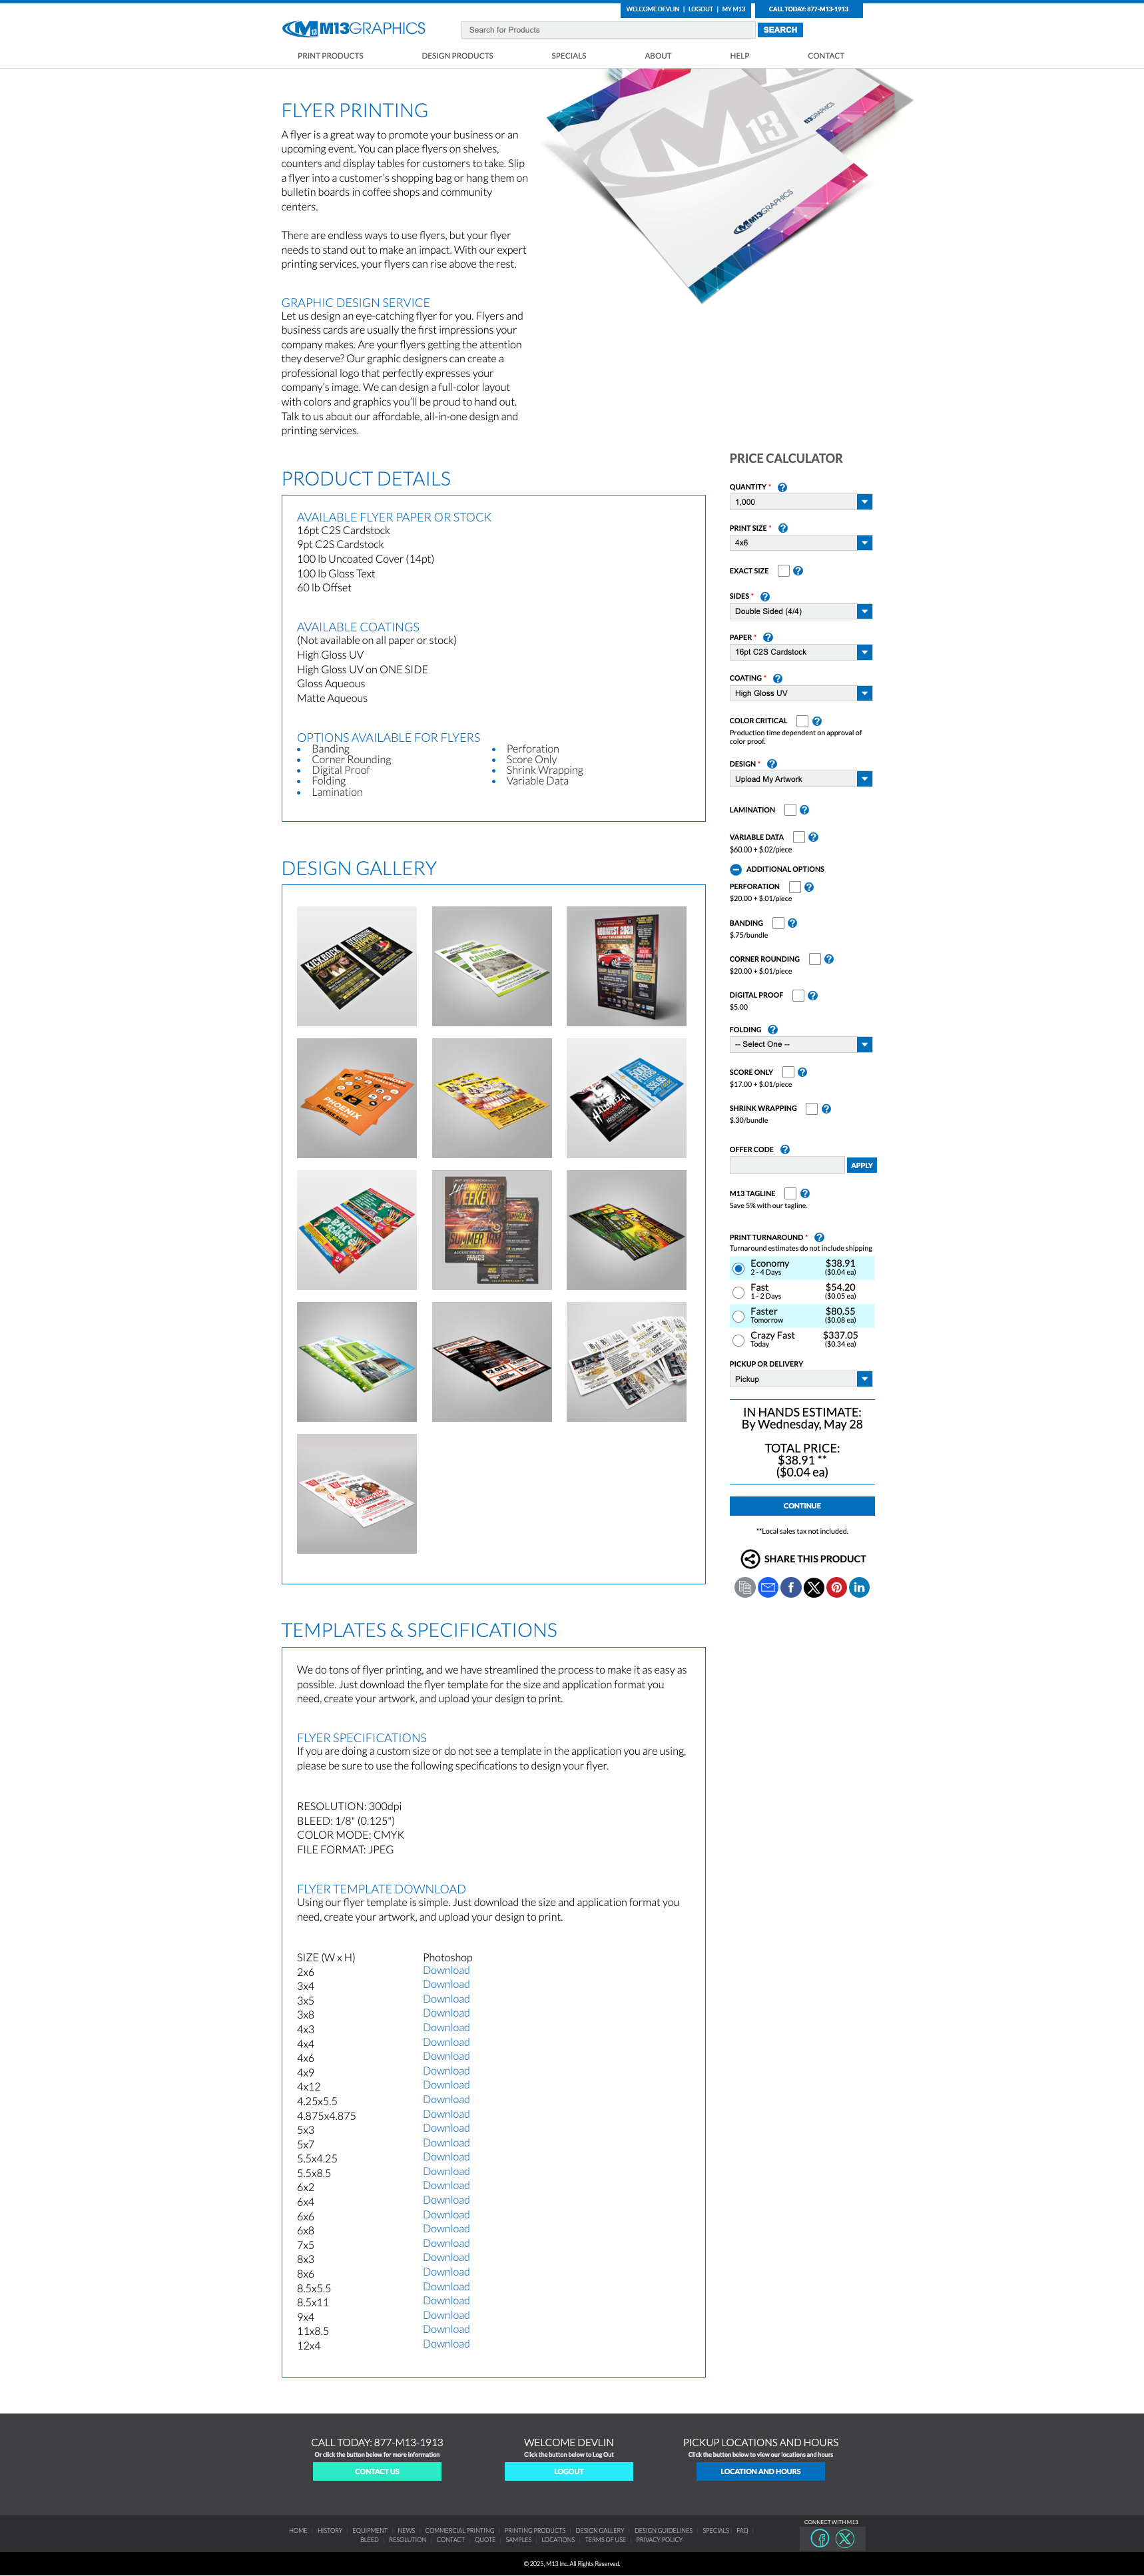 WELCOME DEVLIN | LOGOUT | MY M13
CALL TODAY: 877-M13-1913
M13GRAPHICS
Search for Products
SEARCH
PRINT PRODUCTS
DESIGN PRODUCTS
SPECIALS
ABOUT
HELP
CONTACT
M13GRAPHICS
M13GRAPHICS
13
FLYER PRINTING
A flyer is a great way to promote your business or an
upcoming event. You can place flyers on shelves,
counters and display tables for customers to take. Slip
a flyer into a customer's shopping bag or hang them on
bulletin boards in coffee shops and community
centers.
There are endless ways to use flyers, but your flyer
needs to stand out to make an impact. With our expert
printing services, your flyers can rise above the rest.
GRAPHIC DESIGN SERVICE
Let us design an eye-catching flyer for you. Flyers and
business cards are usually the first impressions your
company makes. Are your flyers getting the attention
they deserve? Our graphic designers can create a
professional logo that perfectly expresses your
company's image. We can design a full-color layout
with colors and graphics you'll be proud to hand out.
Talk to us about our affordable, all-in-one design and
printing services.
PRODUCT DETAILS
AVAILABLE FLYER PAPER OR STOCK
16pt C2S Cardstock
9pt C2S Cardstock
100 lb Uncoated Cover (14pt)
100 lb Gloss Text
60 lb Offset
AVAILABLE COATINGS
(Not available on all paper or stock)
High Gloss UV
High Gloss UV on ONE SIDE
Gloss Aqueous
Matte Aqueous
OPTIONS AVAILABLE FOR FLYERS
Banding
Corner Rounding
Digital Proof
Folding
Lamination
Perforation
Score Only
Shrink Wrapping
Variable Data
DESIGN GALLERY
KICKBACK
PHOENIX
WEEKEND
SUMMER JAM
TEMPLATES & SPECIFICATIONS
We do tons of flyer printing, and we have streamlined the process to make it as easy as
possible. Just download the flyer template for the size and application format you
need, create your artwork, and upload your design to print.
FLYER SPECIFICATIONS
If you are doing a custom size or do not see a template in the application you are using,
please be sure to use the following specifications to design your flyer.
RESOLUTION: 300dpi
BLEED: 1/8" (0.125")
COLOR MODE: CMYK
FILE FORMAT: JPEG
FLYER TEMPLATE DOWNLOAD
Using our flyer template is simple. Just download the size and application format you
need, create your artwork, and upload your design to print.
SIZE (W x H) Photoshop
2x6 Download
3x4 Download
3x5 Download
3x8 Download
4x3 Download
4x4 Download
4x6 Download
4x9 Download
4x12 Download
4.25x5.5 Download
4.875x4.875 Download
5x3 Download
5x7 Download
5.5x4.25 Download
5.5x8.5 Download
6x2 Download
6x4 Download
6x6 Download
6x8 Download
7x5 Download
8x3 Download
8x6 Download
8.5x5.5 Download
8.5x11 Download
9x4 Download
11x8.5 Download
12x4 Download
PRICE CALCULATOR
QUANTITY * ?
1,000
PRINT SIZE * ?
4x6
EXACT SIZE ?
SIDES * ?
Double Sided (4/4)
PAPER * ?
16pt C2S Cardstock
COATING * ?
High Gloss UV
COLOR CRITICAL ?
Production time dependent on approval of
color proof.
DESIGN * ?
Upload My Artwork
LAMINATION ?
VARIABLE DATA ?
$60.00 + $.02/piece
ADDITIONAL OPTIONS
PERFORATION ?
$20.00 + $.01/piece
BANDING ?
$.75/bundle
CORNER ROUNDING ?
$20.00 + $.01/piece
DIGITAL PROOF ?
$5.00
FOLDING ?
-- Select One --
SCORE ONLY ?
$17.00 + $.01/piece
SHRINK WRAPPING ?
$.30/bundle
OFFER CODE ?
APPLY
M13 TAGLINE ?
Save 5% with our tagline.
PRINT TURNAROUND * ?
Turnaround estimates do not include shipping
Economy $38.91
2 - 4 Days ($0.04 ea)
Fast $54.20
1 - 2 Days ($0.05 ea)
Faster $80.55
Tomorrow ($0.08 ea)
Crazy Fast $337.05
Today ($0.34 ea)
PICKUP OR DELIVERY
Pickup
IN HANDS ESTIMATE:
By Wednesday, May 28
TOTAL PRICE:
$38.91 **
($0.04 ea)
CONTINUE
**Local sales tax not included.
SHARE THIS PRODUCT
CALL TODAY: 877-M13-1913
Or click the button below for more information
CONTACT US
WELCOME DEVLIN
Click the button below to Log Out
LOGOUT
PICKUP LOCATIONS AND HOURS
Click the button below to view our locations and hours
LOCATION AND HOURS
HOME HISTORY EQUIPMENT NEWS COMMERCIAL PRINTING PRINTING PRODUCTS DESIGN GALLERY DESIGN GUIDELINES SPECIALS FAQ
BLEED RESOLUTION CONTACT QUOTE SAMPLES LOCATIONS TERMS OF USE PRIVACY POLICY
CONNECT WITH M13
© 2025, M13 Inc. All Rights Reserved.